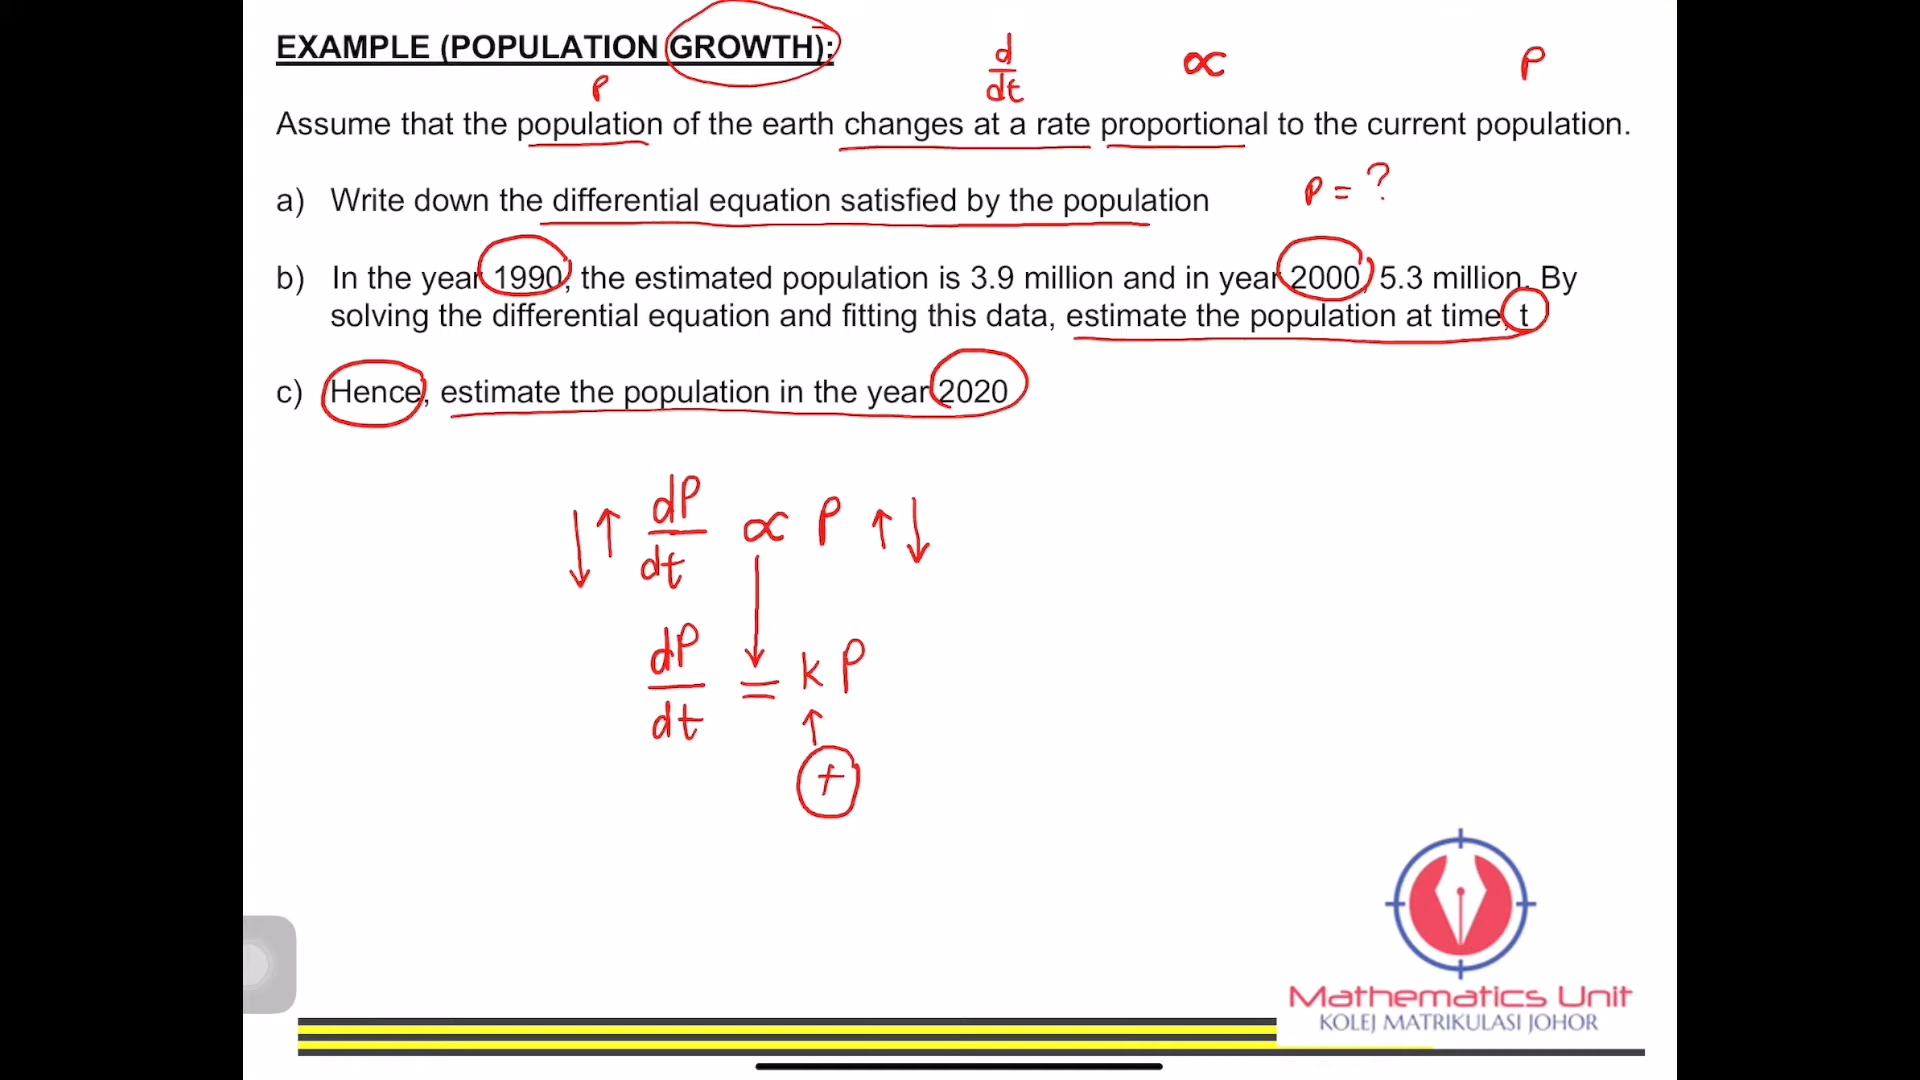 EXAMPLE (POPULATION GROWTH):
d/dt ∝ P
P
Assume that the population of the earth changes at a rate proportional to the current population.
P = ?
a) Write down the differential equation satisfied by the population
b) In the year 1990, the estimated population is 3.9 million and in year 2000, 5.3 million. By
solving the differential equation and fitting this data, estimate the population at time, t
c) Hence, estimate the population in the year 2020
↓ ↑ dP/dt ∝ P ↑ ↓
dP/dt = kP
+
Mathematics Unit
KOLEJ MATRIKULASI JOHOR